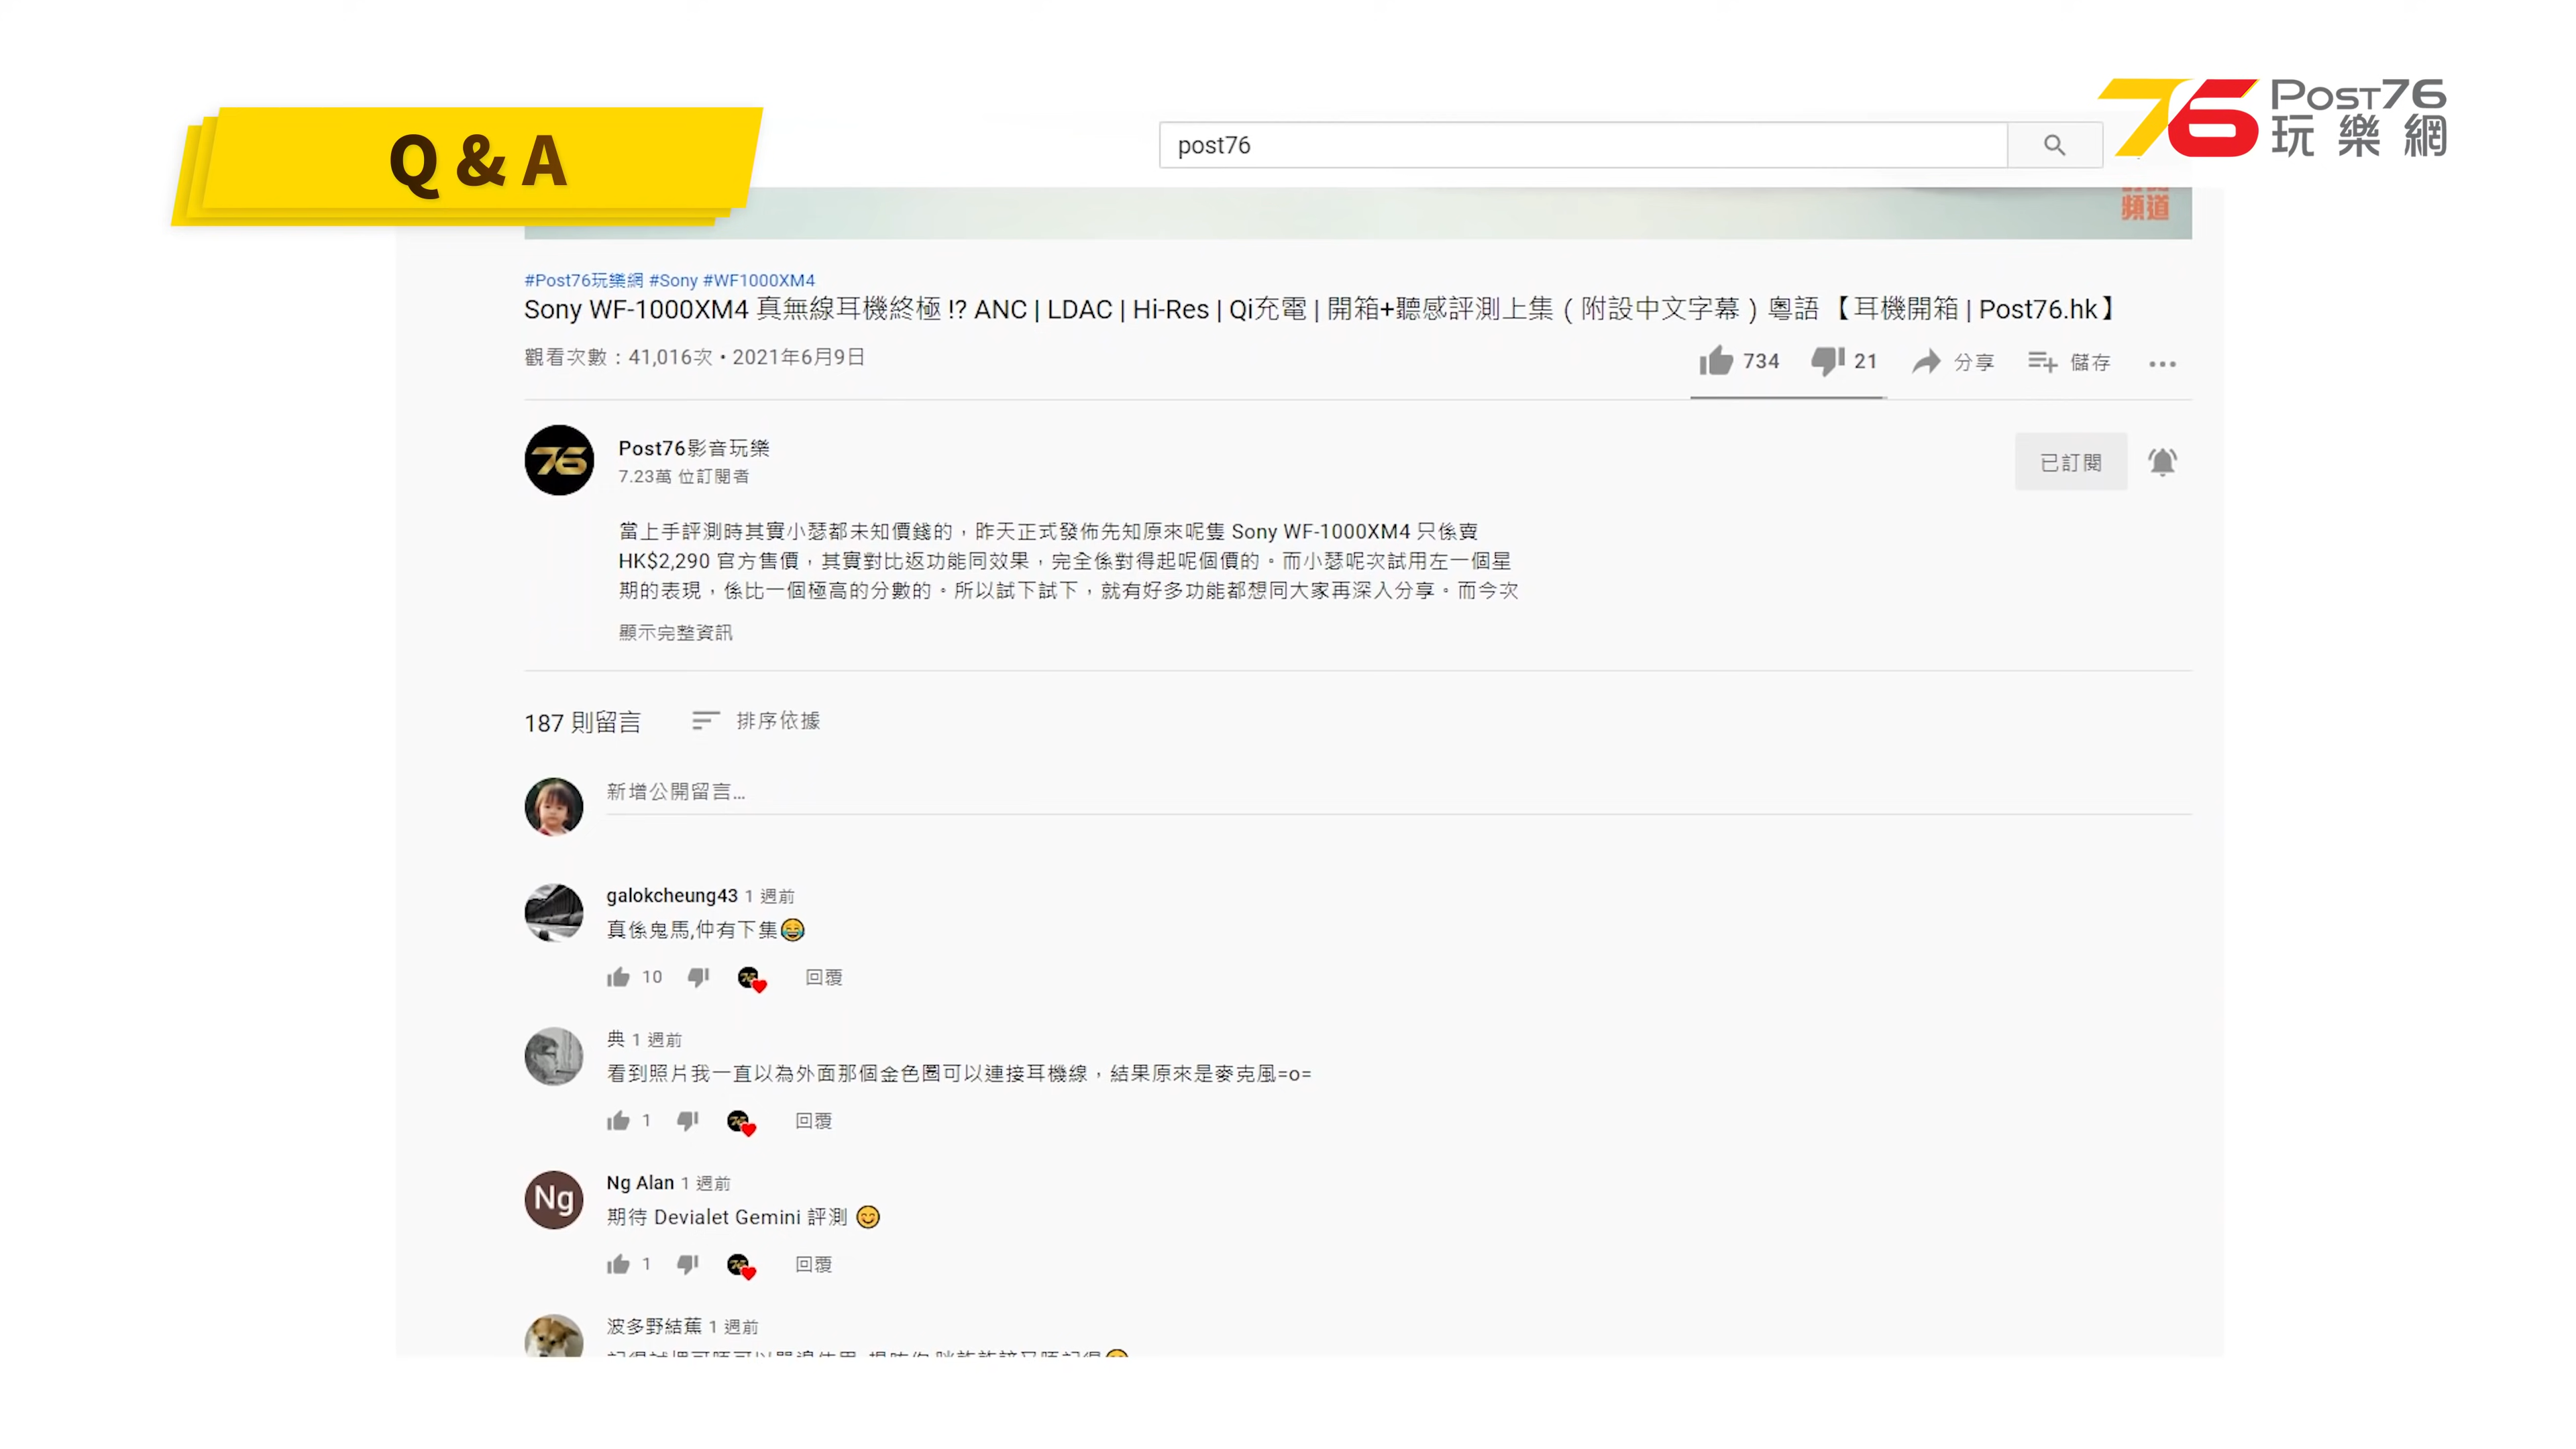 Q & A
post76
76 POST76
玩樂網
頻道
#Post76玩樂網 #Sony #WF1000XM4
Sony WF-1000XM4 真無線耳機終極 !? ANC | LDAC | Hi-Res | Qi充電 | 開箱+聽感評測上集（附設中文字幕）粵語【耳機開箱 | Post76.hk】
觀看次數：41,016次 • 2021年6月9日
734 21 分享 儲存
76
Post76影音玩樂
7.23萬 位訂閱者
已訂閱
當上手評測時其實小瑟都未知價錢的，昨天正式發佈先知原來呢隻 Sony WF-1000XM4 只係賣
HK$2,290 官方售價，其實對比返功能同效果，完全係對得起呢個價的。而小瑟呢次試用左一個星
期的表現，係比一個極高的分數的。所以試下試下，就有好多功能都想同大家再深入分享。而今次
顯示完整資訊
187 則留言 排序依據
新增公開留言...
galokcheung43 1 週前
真係鬼馬,仲有下集😂
10 回覆
典 1 週前
看到照片我一直以為外面那個金色圈可以連接耳機線，結果原來是麥克風=o=
1 回覆
Ng
Ng Alan 1 週前
期待 Devialet Gemini 評測 😊
1 回覆
波多野結蕉 1 週前